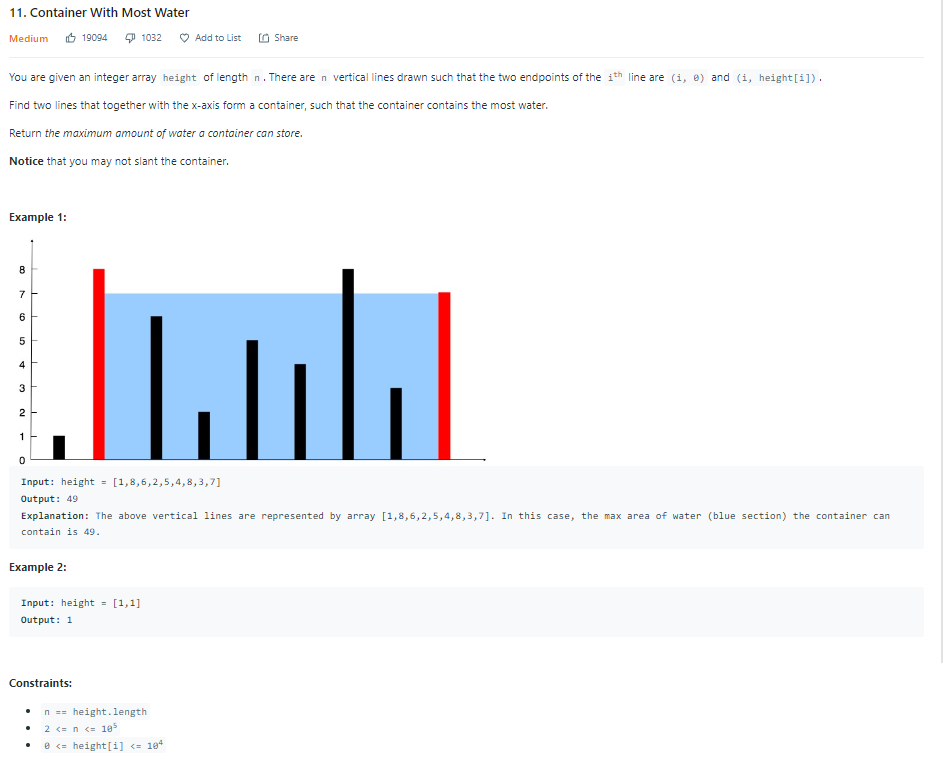 11. Container With Most Water
Medium 19094 1032 Add to List Share
You are given an integer array height of length n. There are n vertical lines drawn such that the two endpoints of the iᵗʰ line are (i, 0) and (i, height[i]).
Find two lines that together with the x-axis form a container, such that the container contains the most water.
Return the maximum amount of water a container can store.
Notice that you may not slant the container.
Example 1:
8
7
6
5
4
3
2
1
0
Input: height = [1,8,6,2,5,4,8,3,7]
Output: 49
Explanation: The above vertical lines are represented by array [1,8,6,2,5,4,8,3,7]. In this case, the max area of water (blue section) the container can
contain is 49.
Example 2:
Input: height = [1,1]
Output: 1
Constraints:
• n == height.length
• 2 <= n <= 10⁵
• 0 <= height[i] <= 10⁴